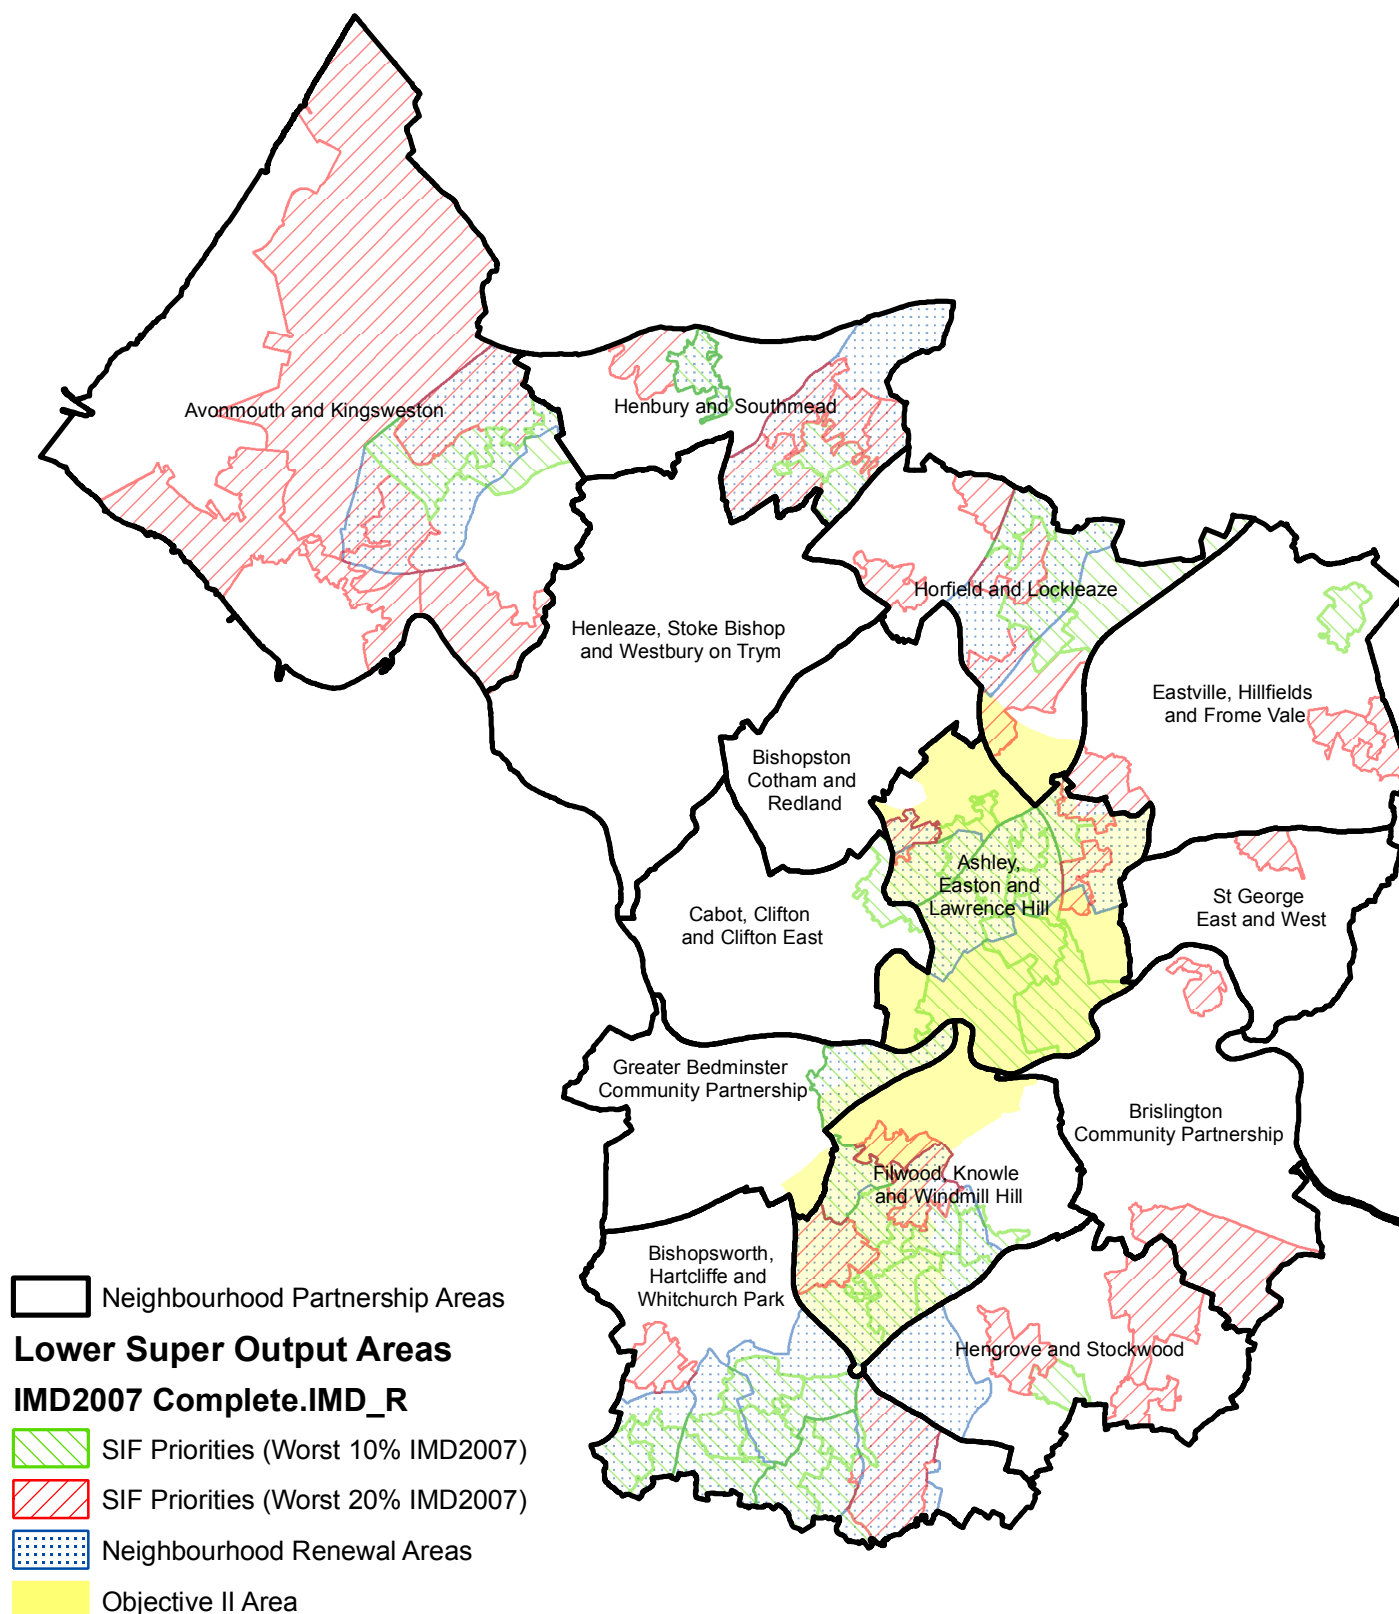 Avonmouth and Kingsweston
Henbury and Southmead
Horfield and Lockleaze
Henleaze, Stoke Bishop
and Westbury on Trym
Eastville, Hillfields
and Frome Vale
Bishopston
Cotham and
Redland
Ashley,
Easton and
Lawrence Hill
St George
East and West
Cabot, Clifton
and Clifton East
Greater Bedminster
Community Partnership
Brislington
Community Partnership
Filwood, Knowle
and Windmill Hill
Bishopsworth,
Hartcliffe and
Whitchurch Park
Hengrove and Stockwood
Neighbourhood Partnership Areas
Lower Super Output Areas
IMD2007 Complete.IMD_R
SIF Priorities (Worst 10% IMD2007)
SIF Priorities (Worst 20% IMD2007)
Neighbourhood Renewal Areas
Objective II Area